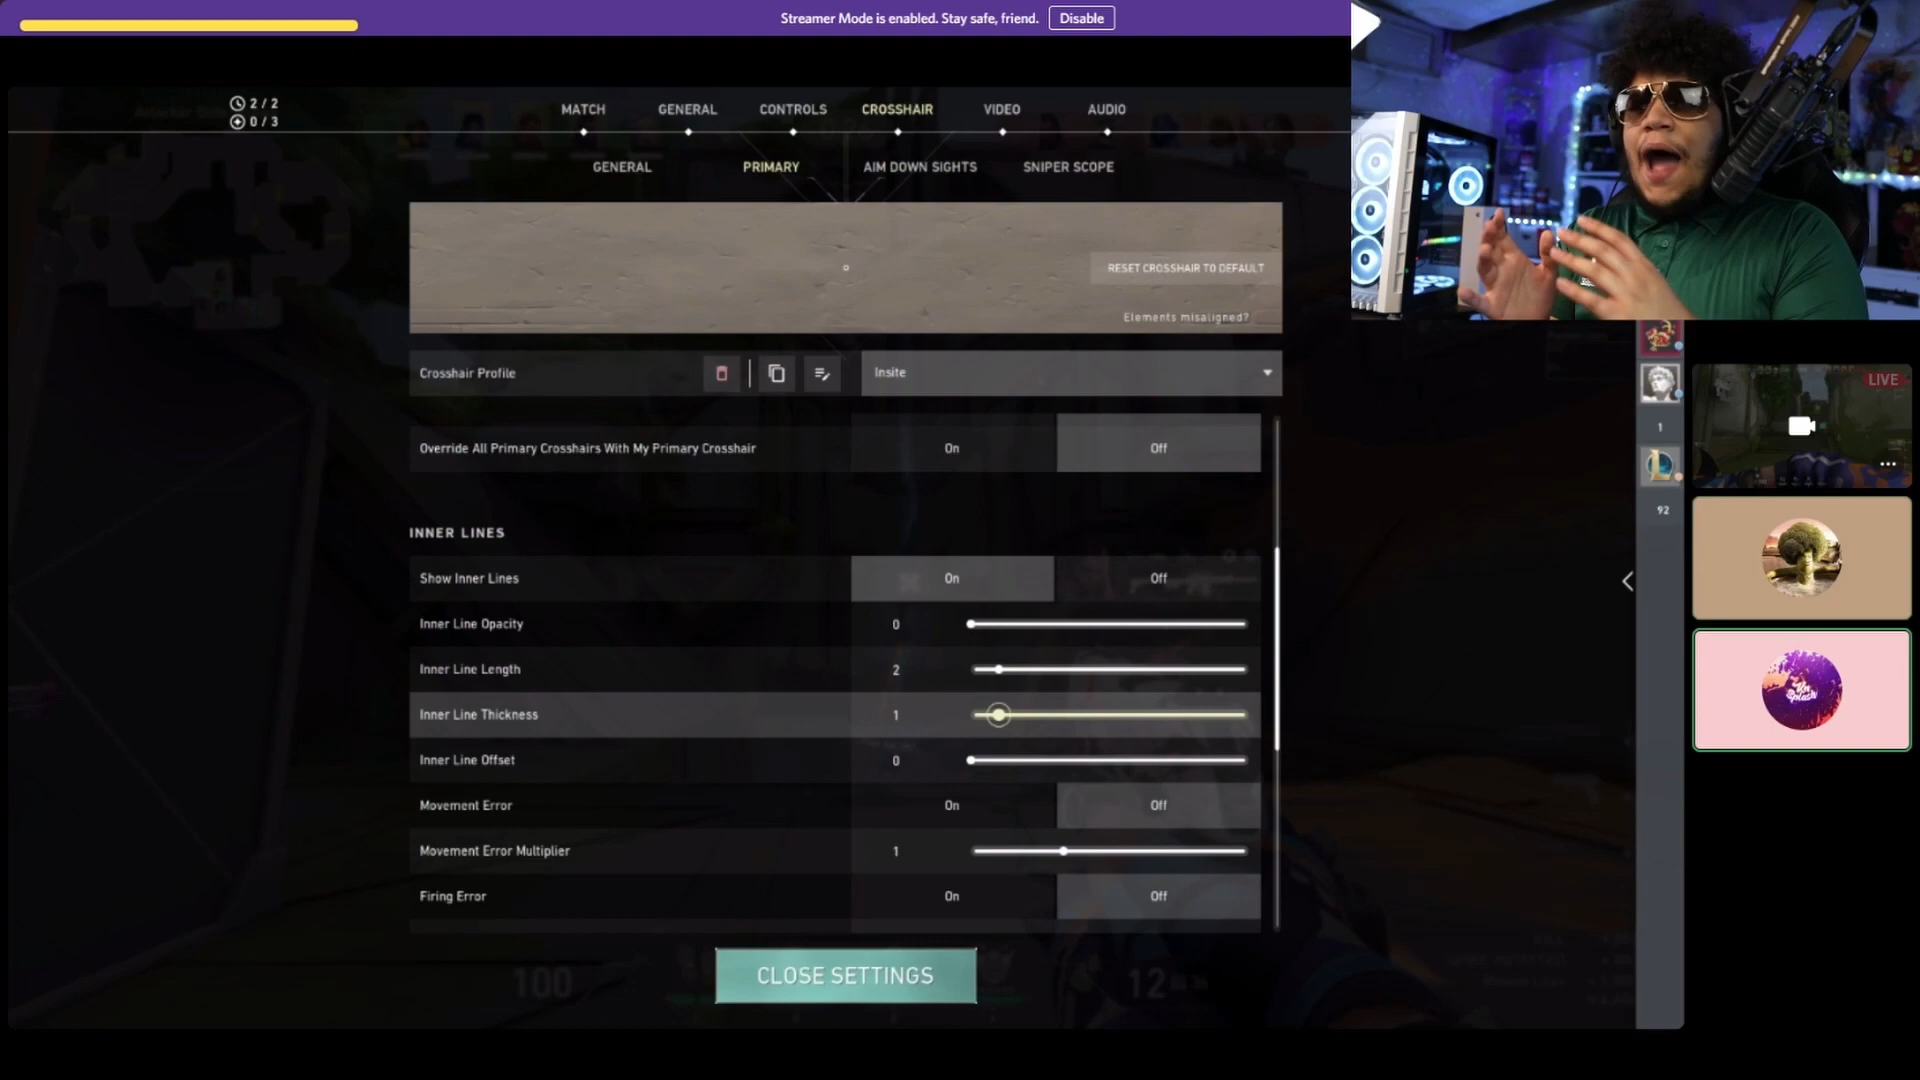 Streamer Mode is enabled. Stay safe, friend. Disable
2 / 2
0 / 3
MATCH GENERAL CONTROLS CROSSHAIR VIDEO AUDIO
GENERAL PRIMARY AIM DOWN SIGHTS SNIPER SCOPE
RESET CROSSHAIR TO DEFAULT
Elements misaligned?
Crosshair Profile Insite
LIVE
1
Override All Primary Crosshairs With My Primary Crosshair On Off
92
INNER LINES
Show Inner Lines On Off
Inner Line Opacity 0
Inner Line Length 2
Inner Line Thickness 1
Inner Line Offset 0
Movement Error On Off
Movement Error Multiplier 1
Firing Error On Off
CLOSE SETTINGS
100
12